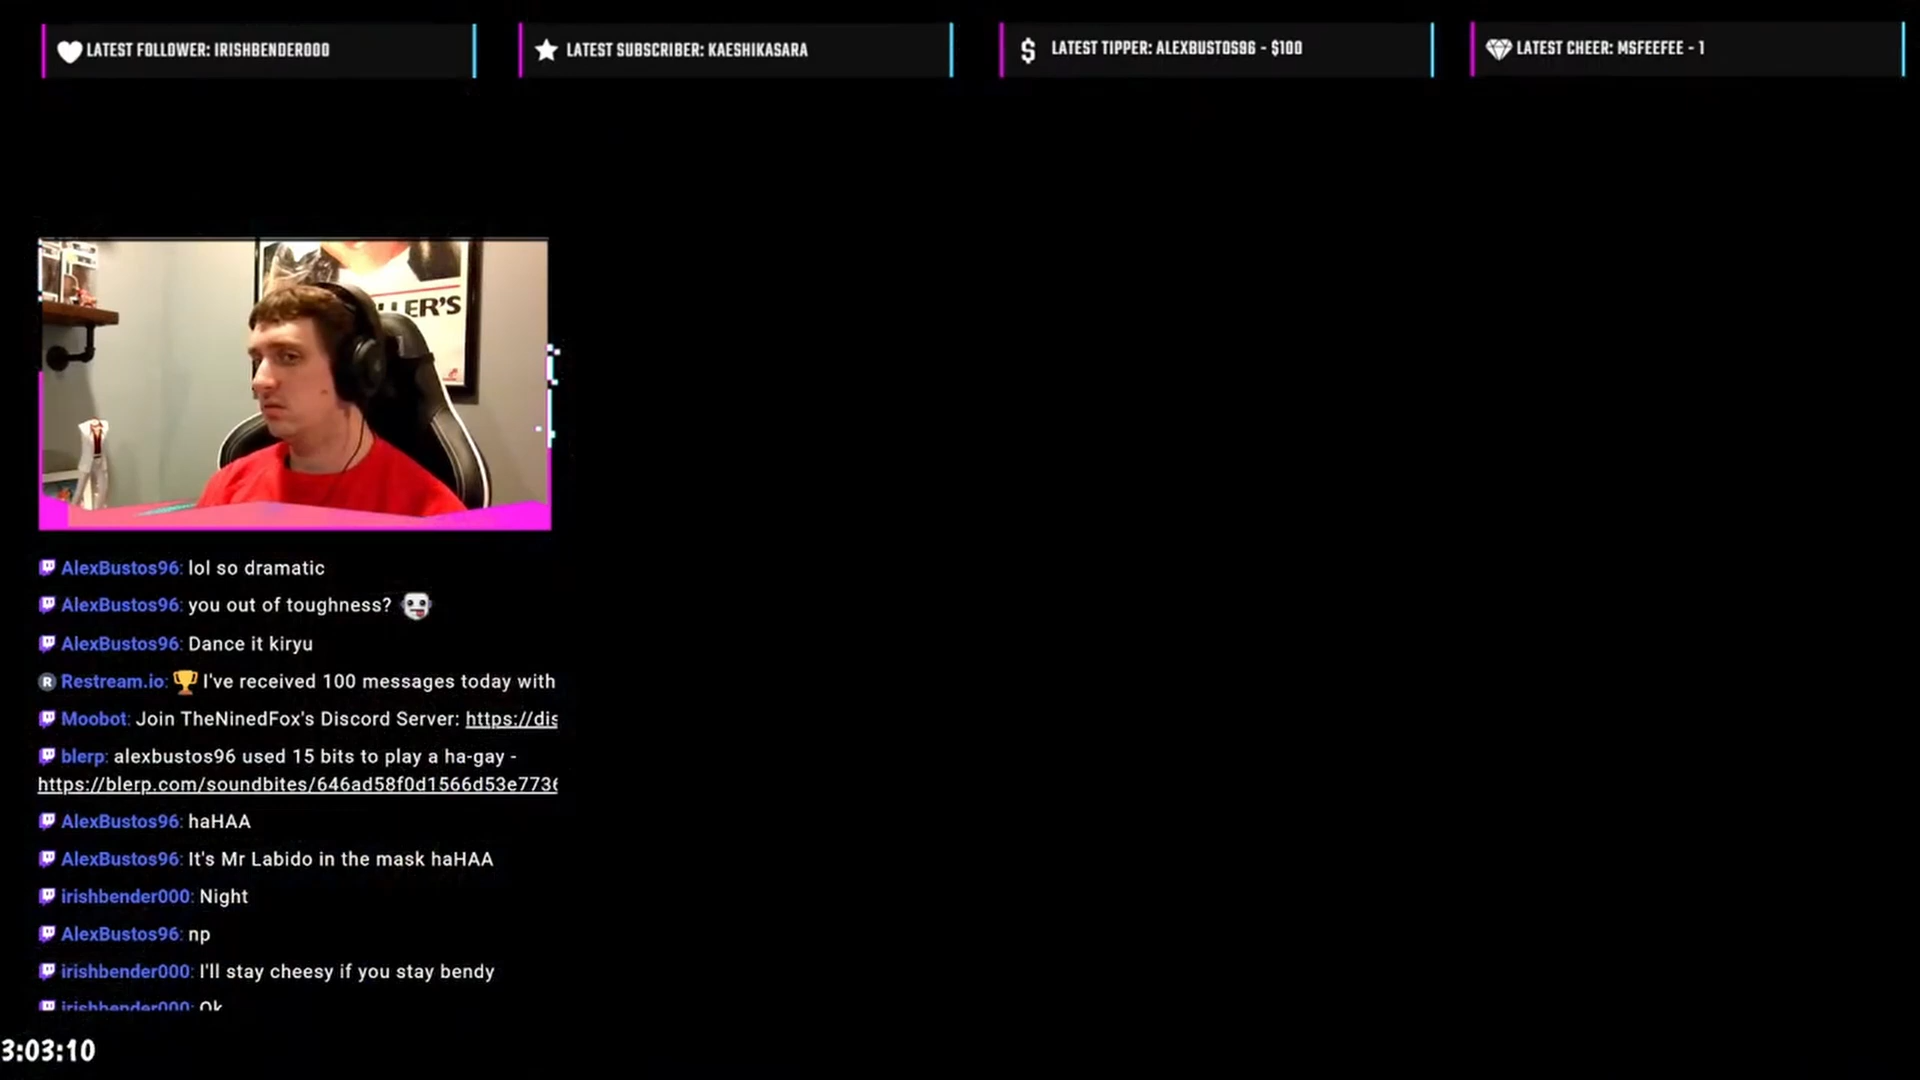 LATEST FOLLOWER: IRISHBENDER000
LATEST SUBSCRIBER: KAESHIKASARA
LATEST TIPPER: ALEXBUSTOS96 - $100
LATEST CHEER: MSFEEFEE - 1
LLER'S
AlexBustos96: lol so dramatic
AlexBustos96: you out of toughness?
AlexBustos96: Dance it kiryu
Restream.io: 🏆 I've received 100 messages today with
Moobot: Join TheNinedFox's Discord Server: https://dis
blerp: alexbustos96 used 15 bits to play a ha-gay -
https://blerp.com/soundbites/646ad58f0d1566d53e7736
AlexBustos96: haHAA
AlexBustos96: It's Mr Labido in the mask haHAA
irishbender000: Night
AlexBustos96: np
irishbender000: I'll stay cheesy if you stay bendy
irishbender000: Ok
3:03:10